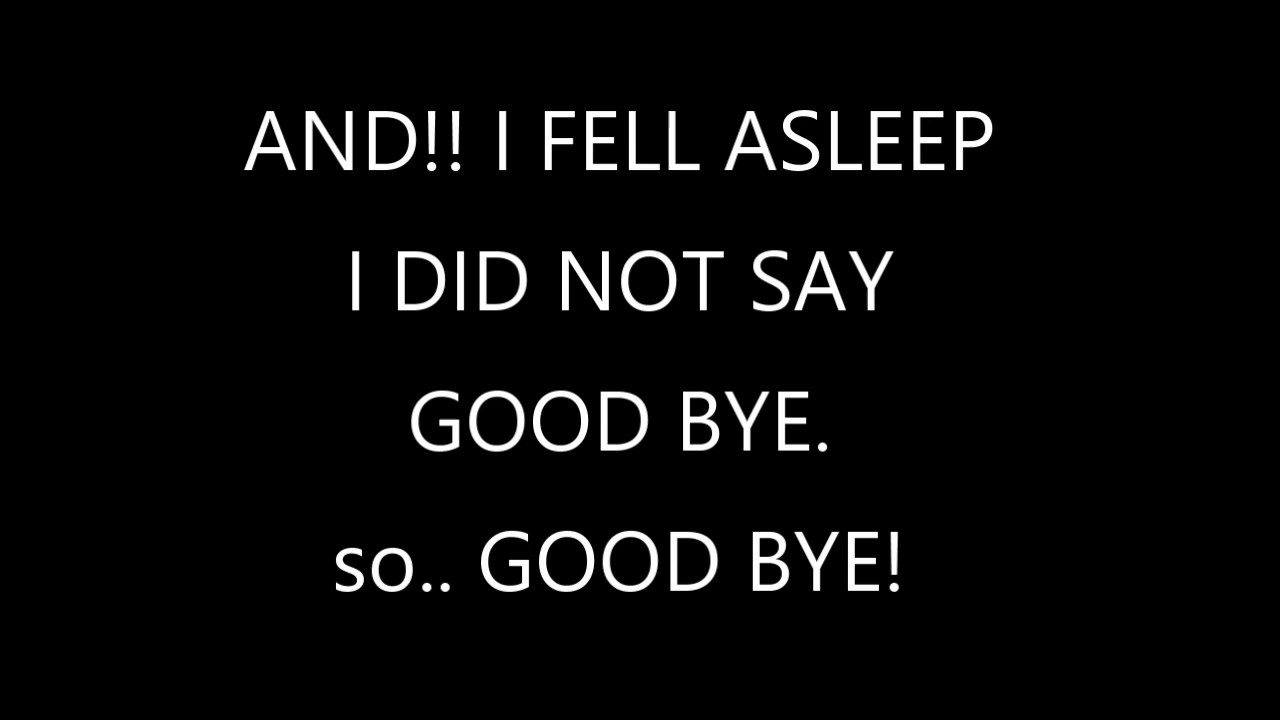 AND!! I FELL ASLEEP
I DID NOT SAY
GOOD BYE.
so.. GOOD BYE!